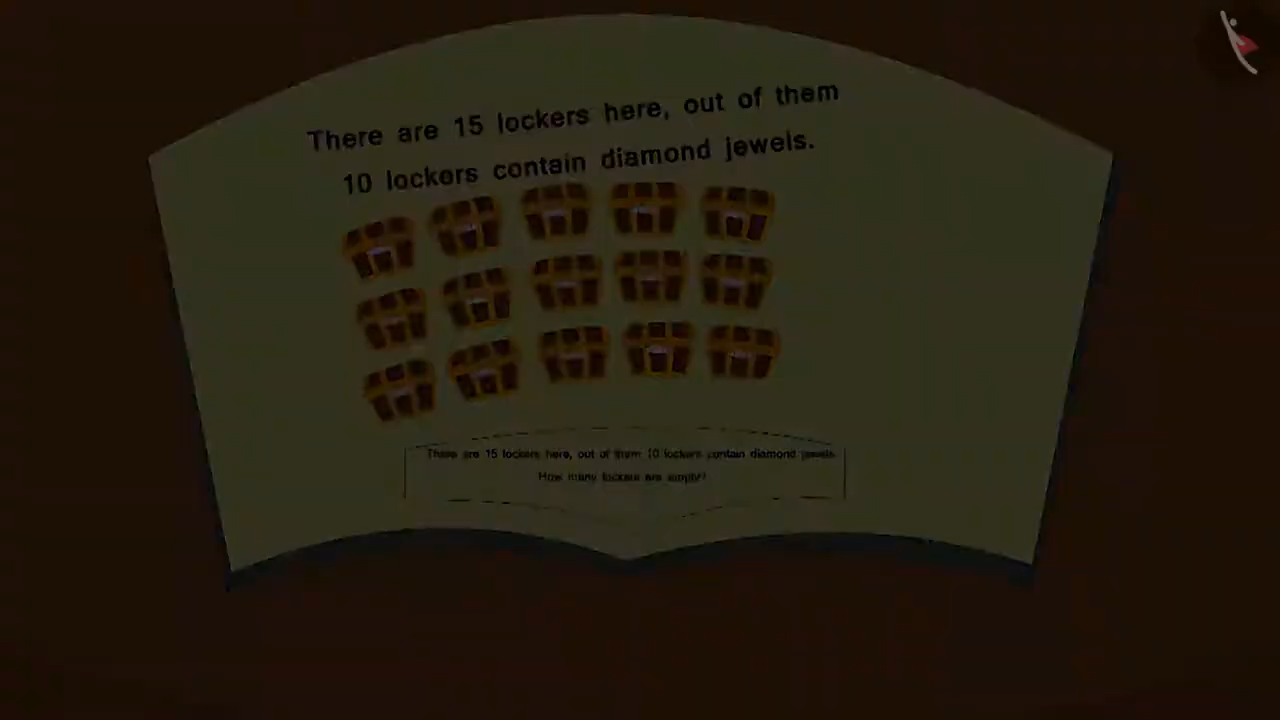 There are 15 lockers here, out of them
10 lockers contain diamond jewels.
There are 15 lockers here, out of them 10 lockers contain diamond jewels.
How many lockers are empty?